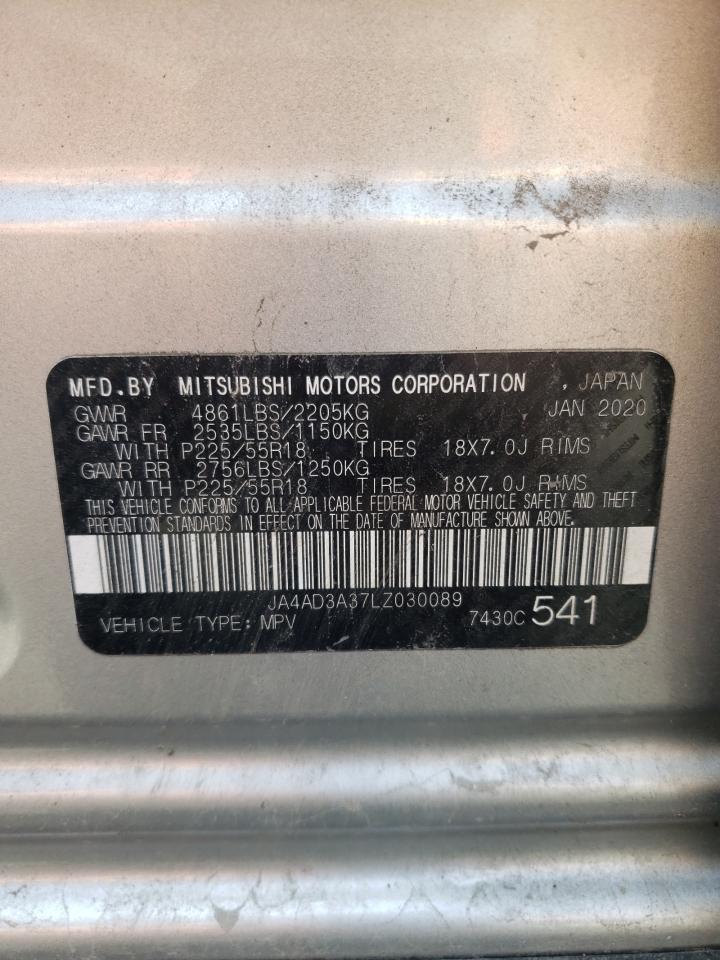 MFD.BY MITSUBISHI MOTORS CORPORATION , JAPAN
GVWR 4861LBS/2205KG JAN 2020
GAWR FR 2535LBS/1150KG
WITH P225/55R18 TIRES 18X7.0J RIMS
GAWR RR 2756LBS/1250KG
WITH P225/55R18 TIRES 18X7.0J RIMS
THIS VEHICLE CONFORMS TO ALL APPLICABLE FEDERAL MOTOR VEHICLE SAFETY AND THEFT
PREVENTION STANDARDS IN EFFECT ON THE DATE OF MANUFACTURE SHOWN ABOVE.
JA4AD3A37LZ030089
VEHICLE TYPE: MPV 7430C 541